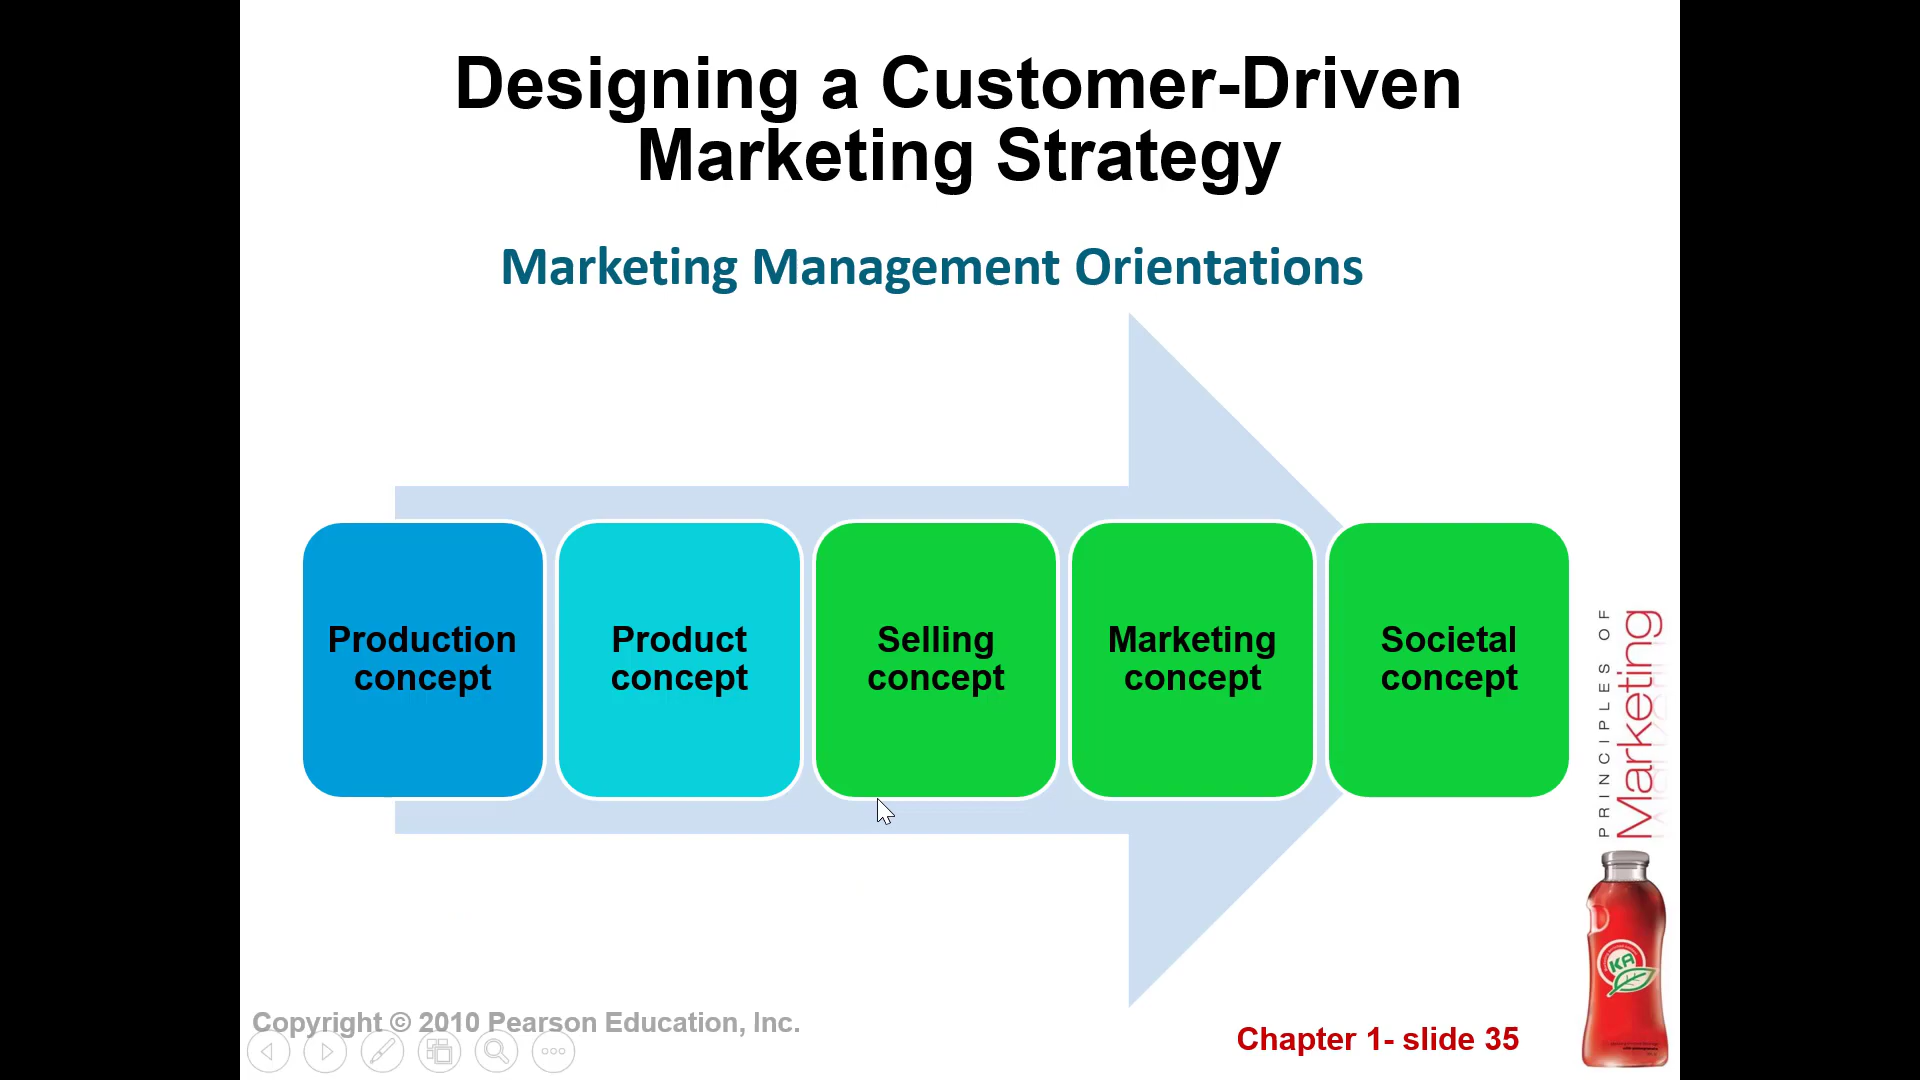 Designing a Customer-Driven
Marketing Strategy
Marketing Management Orientations
Production
concept
Product
concept
Selling
concept
Marketing
concept
Societal
concept
PRINCIPLES OF
Marketing
KA
Copyright © 2010 Pearson Education, Inc.
Chapter 1- slide 35